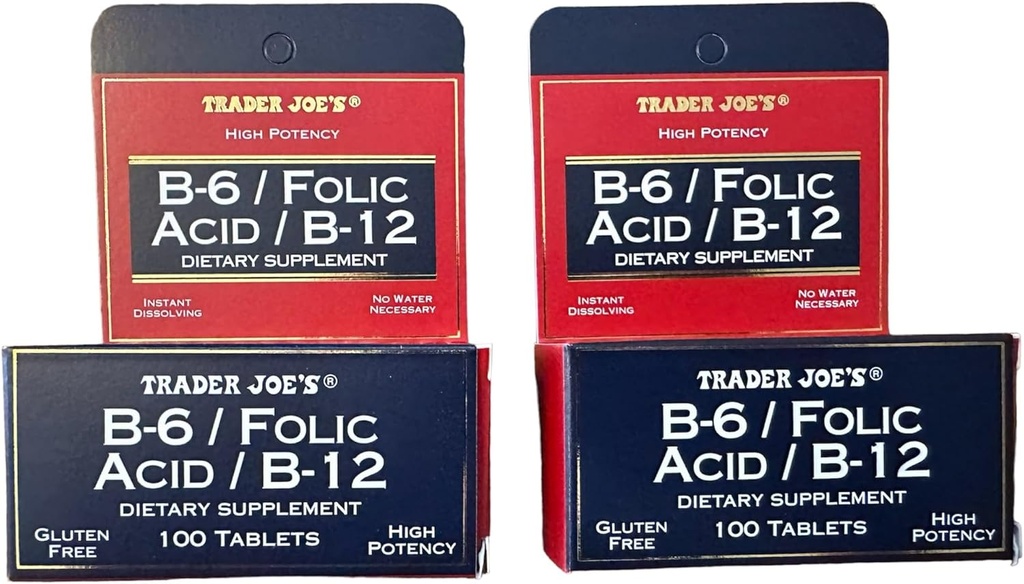 TRADER JOE'S®
HIGH POTENCY
B-6 / FOLIC
ACID / B-12
DIETARY SUPPLEMENT
INSTANT
DISSOLVING
NO WATER
NECESSARY
TRADER JOE'S®
B-6 / FOLIC
ACID / B-12
DIETARY SUPPLEMENT
GLUTEN
FREE
100 TABLETS
HIGH
POTENCY
TRADER JOE'S®
HIGH POTENCY
B-6 / FOLIC
ACID / B-12
DIETARY SUPPLEMENT
INSTANT
DISSOLVING
NO WATER
NECESSARY
TRADER JOE'S®
B-6 / FOLIC
ACID / B-12
DIETARY SUPPLEMENT
GLUTEN
FREE
100 TABLETS
HIGH
POTENCY